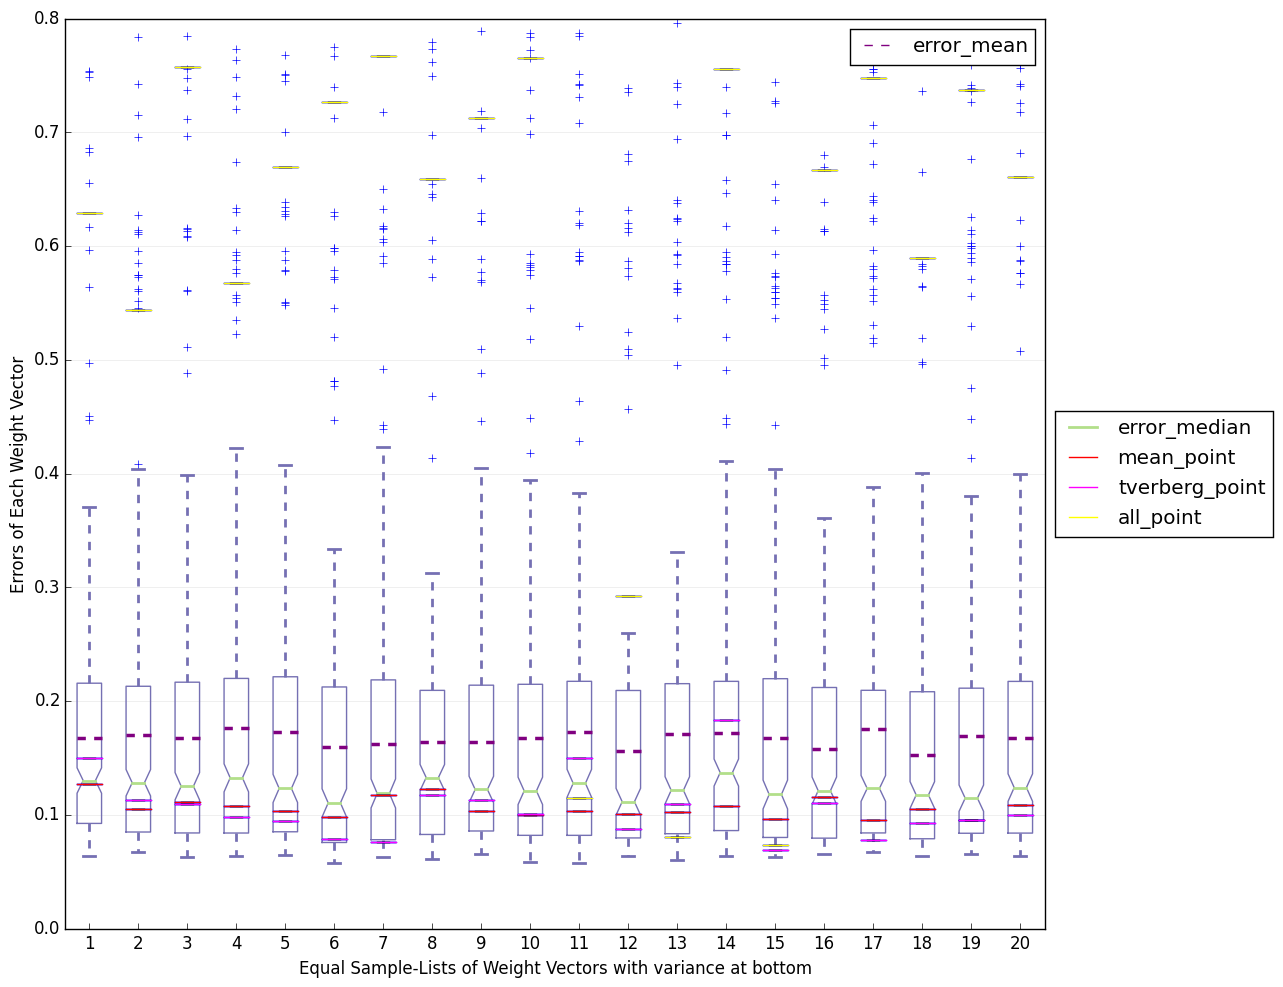 0.8
0.7
0.6
0.5
0.4
0.3
0.2
0.1
0.0
Errors of Each Weight Vector
1 2 3 4 5 6 7 8 9 10 11 12 13 14 15 16 17 18 19 20
Equal Sample-Lists of Weight Vectors with variance at bottom
error_mean
error_median
mean_point
tverberg_point
all_point